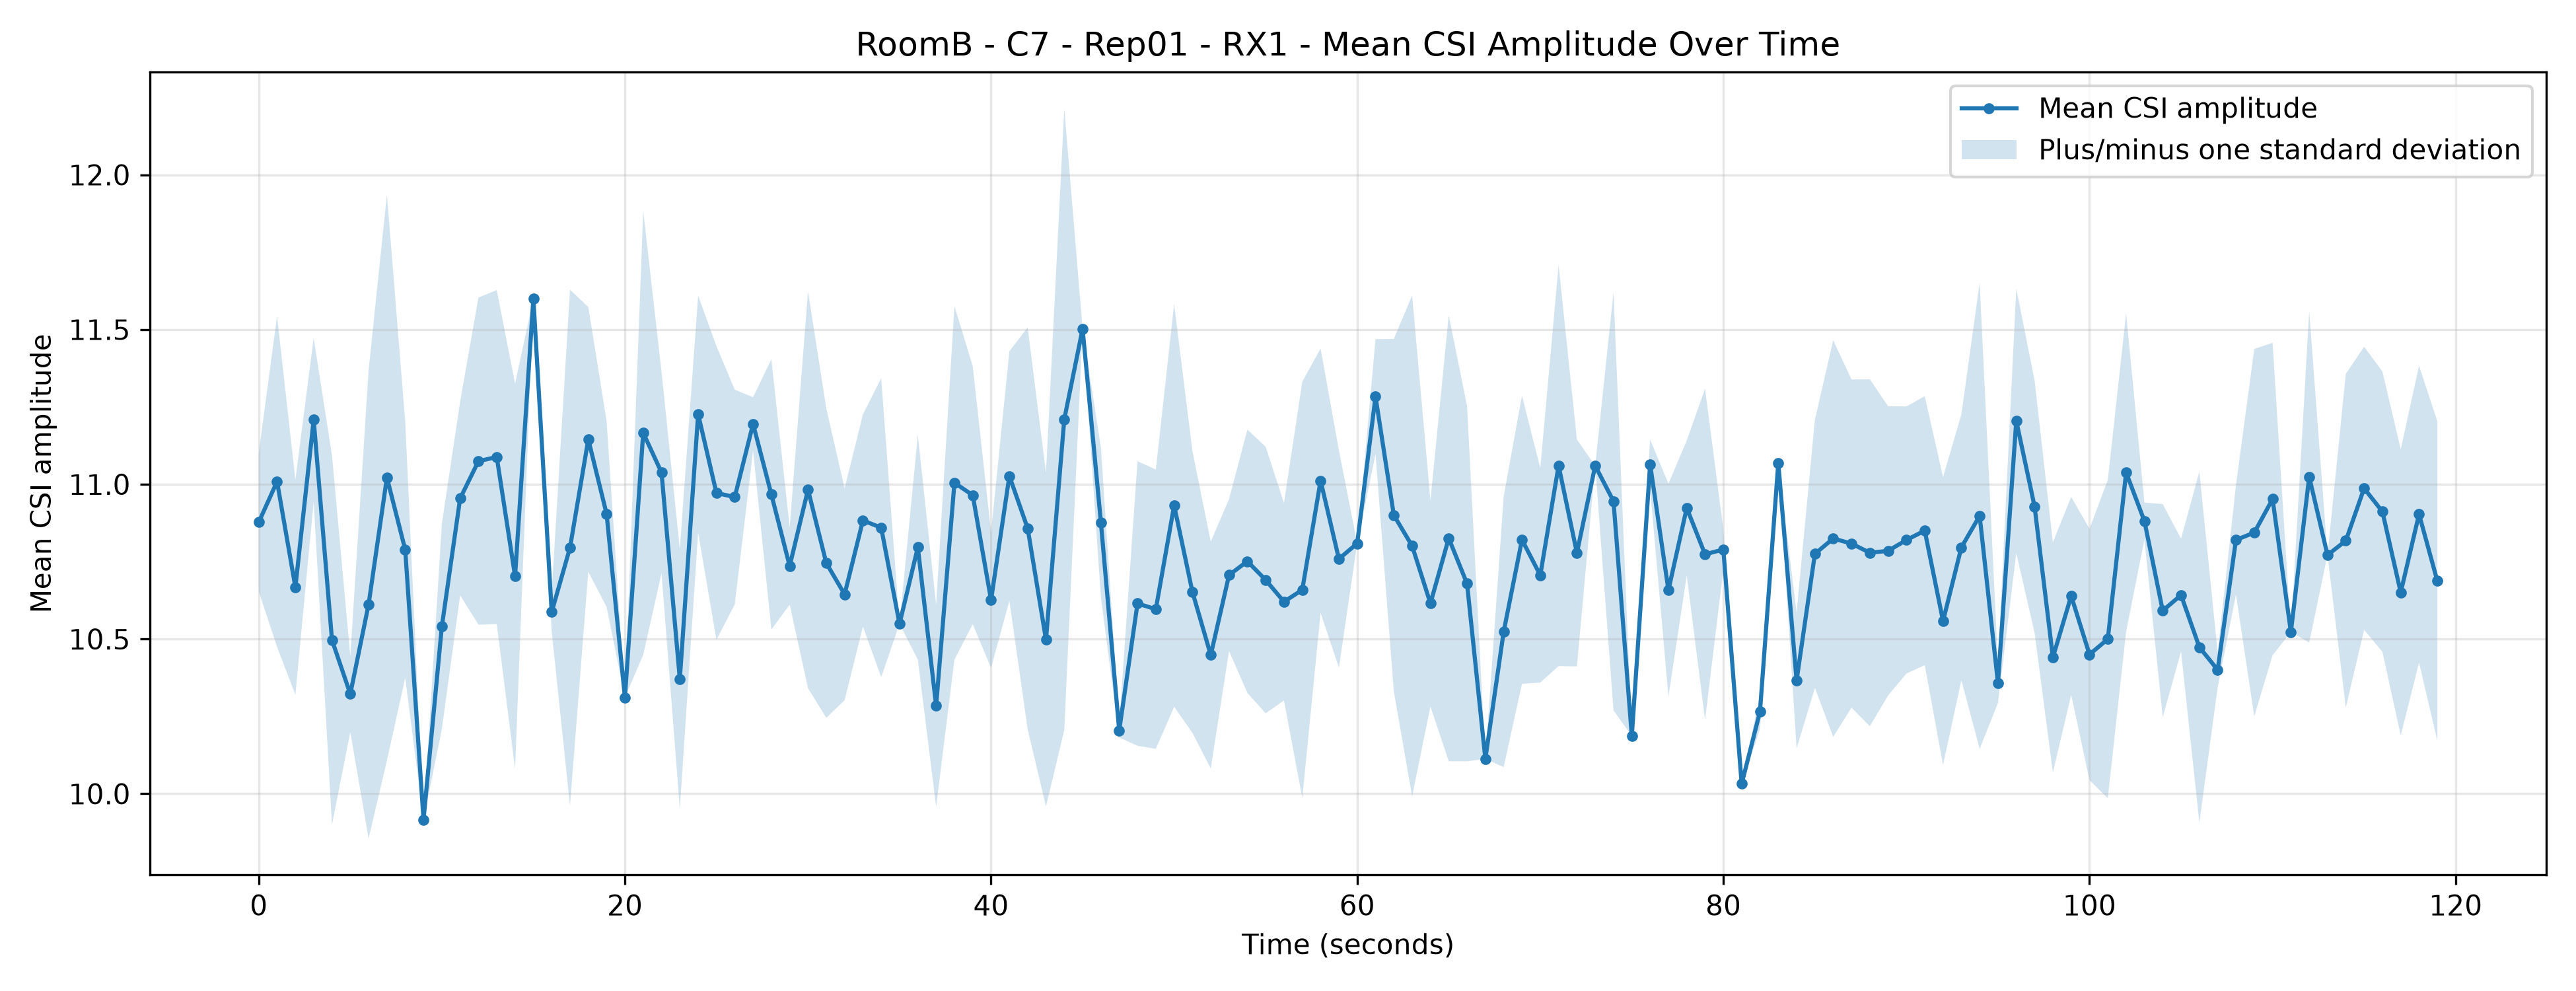 RoomB - C7 - Rep01 - RX1 - Mean CSI Amplitude Over Time
Mean CSI amplitude
Plus/minus one standard deviation
Mean CSI amplitude
12.0
11.5
11.0
10.5
10.0
0 20 40 60 80 100 120
Time (seconds)